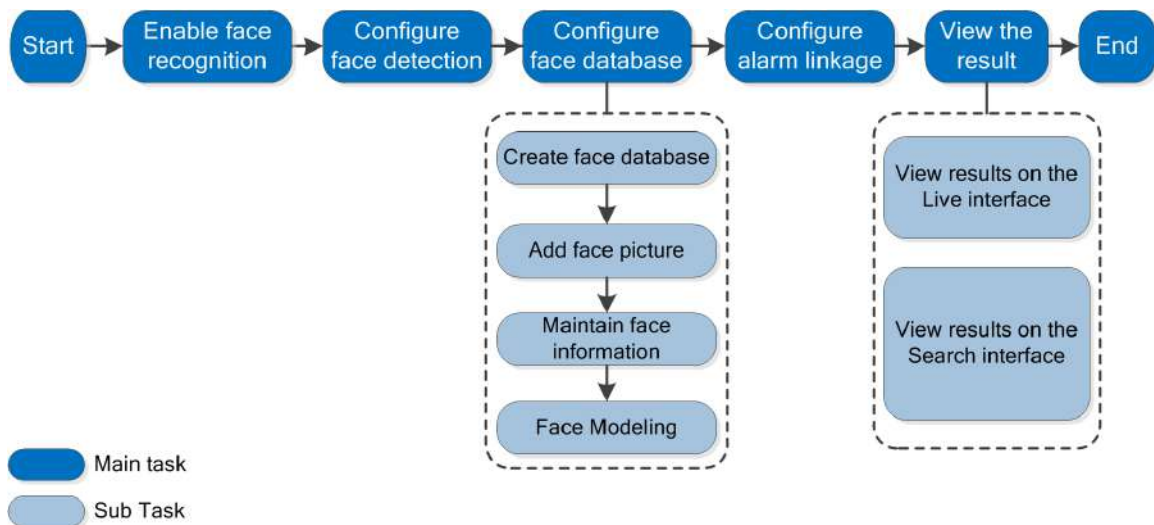 Start
Enable face
recognition
Configure
face detection
Configure
face database
Configure
alarm linkage
View the
result
End
Create face database
Add face picture
Maintain face
information
Face Modeling
View results on the
Live interface
View results on the
Search interface
Main task
Sub Task